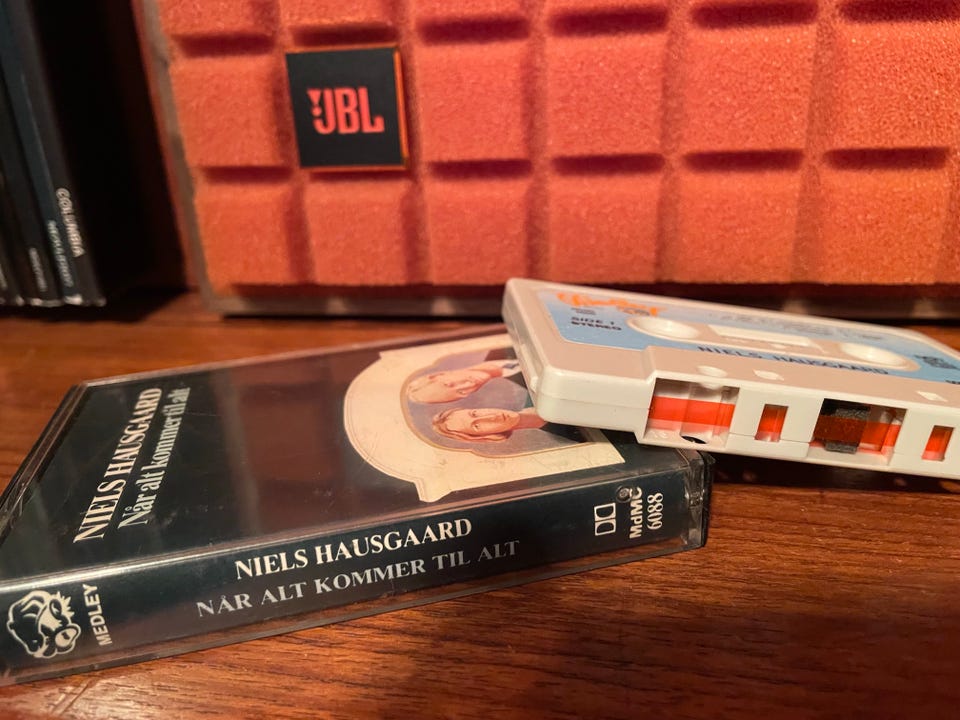 JBL
COLUMBIA
SIDE 1
STEREO
NIELS HAUSGAARD
NIELS HAUSGAARD
Når alt kommer til alt
NIELS HAUSGAARD
NÅR ALT KOMMER TIL ALT
MEDLEY
MdMC
6088